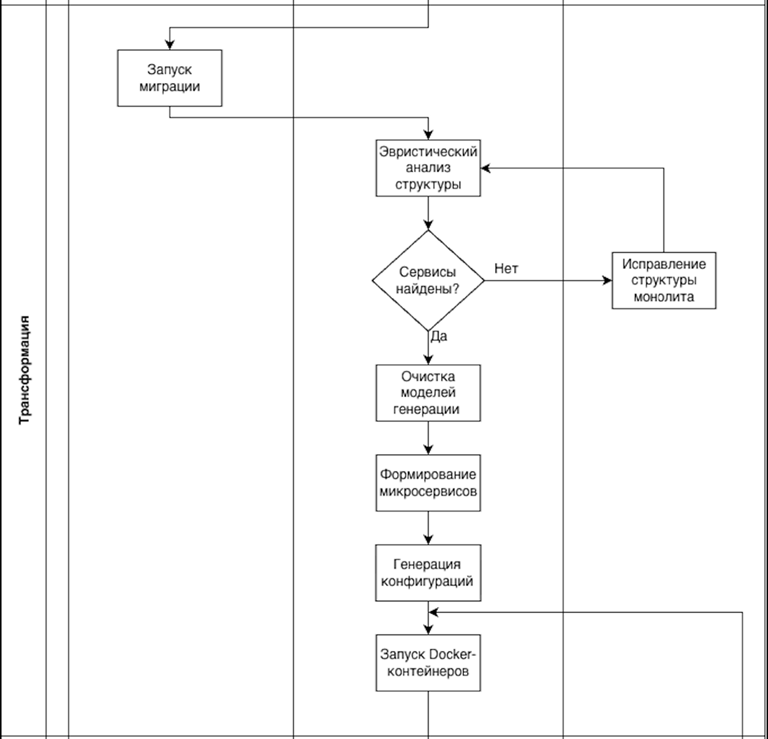 Запуск
миграции
Эвристический
анализ
структуры
Сервисы
найдены?
Нет
Исправление
структуры
монолита
Да
Очистка
моделей
генерации
Формирование
микросервисов
Генерация
конфигураций
Запуск Docker-
контейнеров
Трансформация